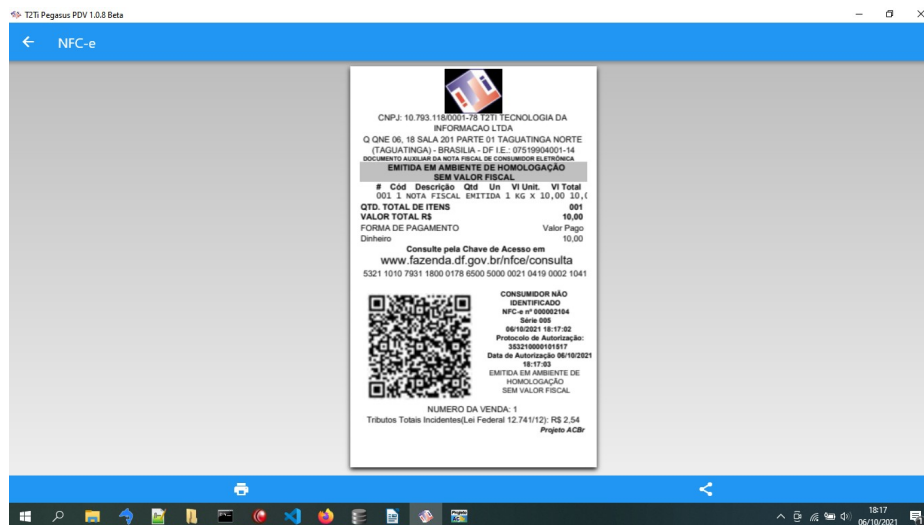 T2Ti Pegasus PDV 1.0.8 Beta
NFC-e
CNPJ: 10.793.118/0001-78 T2TI TECNOLOGIA DA
INFORMACAO LTDA
Q QNE 06, 18 SALA 201 PARTE 01 TAGUATINGA NORTE
(TAGUATINGA) - BRASILIA - DF I.E.: 07519904001-14
DOCUMENTO AUXILIAR DA NOTA FISCAL DE CONSUMIDOR ELETRÔNICA
EMITIDA EM AMBIENTE DE HOMOLOGAÇÃO
SEM VALOR FISCAL
# Cód Descrição Qtd Un Vl Unit. Vl Total
001 1 NOTA FISCAL EMITIDA 1 KG X 10,00 10,(
QTD. TOTAL DE ITENS 001
VALOR TOTAL R$ 10,00
FORMA DE PAGAMENTO Valor Pago
Dinheiro 10,00
Consulte pela Chave de Acesso em
www.fazenda.df.gov.br/nfce/consulta
5321 1010 7931 1800 0178 6500 5000 0021 0419 0002 1041
CONSUMIDOR NÃO
IDENTIFICADO
NFC-e nº 000002104
Série 005
06/10/2021 18:17:02
Protocolo de Autorização:
353210000101517
Data de Autorização 06/10/2021
18:17:03
EMITIDA EM AMBIENTE DE
HOMOLOGAÇÃO
SEM VALOR FISCAL
NUMERO DA VENDA: 1
Tributos Totais Incidentes(Lei Federal 12.741/12): R$ 2,54
Projeto ACBr
18:17
06/10/2021